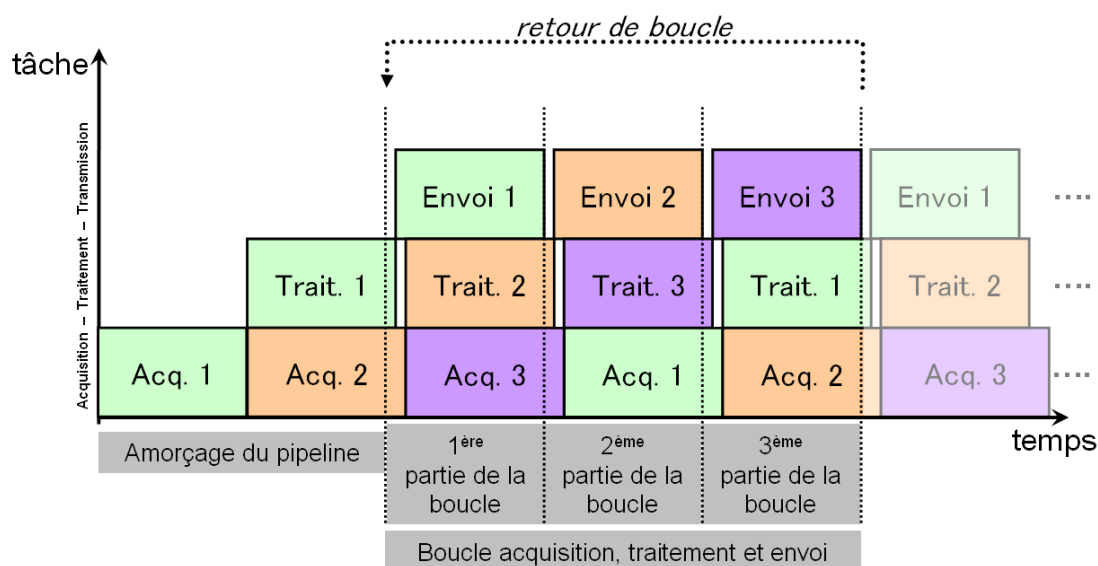 retour de boucle
tâche
Acquisition – Traitement – Transmission
Envoi 1
Envoi 2
Envoi 3
Envoi 1
....
Trait. 1
Trait. 2
Trait. 3
Trait. 1
Trait. 2
....
Acq. 1
Acq. 2
Acq. 3
Acq. 1
Acq. 2
Acq. 3
....
temps
Amorçage du pipeline
1ère
partie de la
boucle
2ème
partie de la
boucle
3ème
partie de la
boucle
Boucle acquisition, traitement et envoi